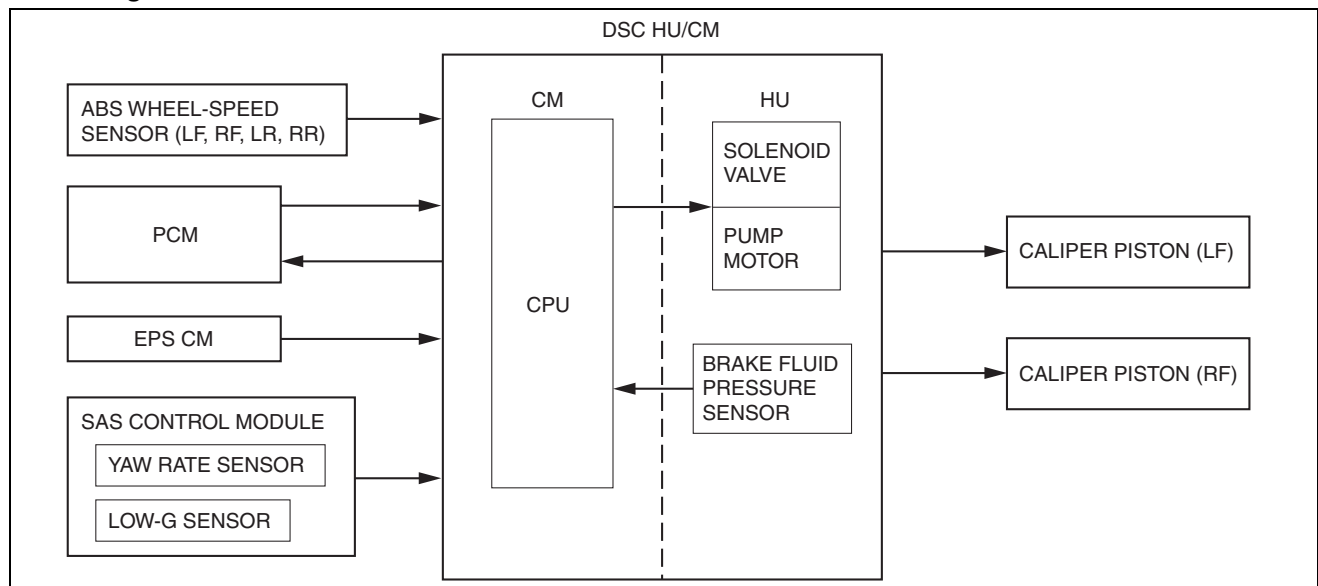 DSC HU/CM
ABS WHEEL-SPEED
SENSOR (LF, RF, LR, RR)
PCM
EPS CM
SAS CONTROL MODULE
YAW RATE SENSOR
LOW-G SENSOR
CM
CPU
HU
SOLENOID
VALVE
PUMP
MOTOR
BRAKE FLUID
PRESSURE
SENSOR
CALIPER PISTON (LF)
CALIPER PISTON (RF)